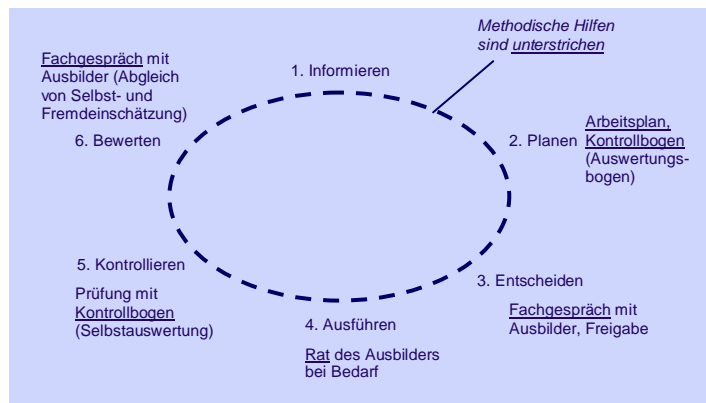 Methodische Hilfen
sind unterstrichen
1. Informieren
2. Planen
Arbeitsplan,
Kontrollbogen
(Auswertungs-
bogen)
3. Entscheiden
Fachgespräch mit
Ausbilder, Freigabe
4. Ausführen
Rat des Ausbilders
bei Bedarf
5. Kontrollieren
Prüfung mit
Kontrollbogen
(Selbstauswertung)
Fachgespräch mit
Ausbilder (Abgleich
von Selbst- und
Fremdeinschätzung)
6. Bewerten